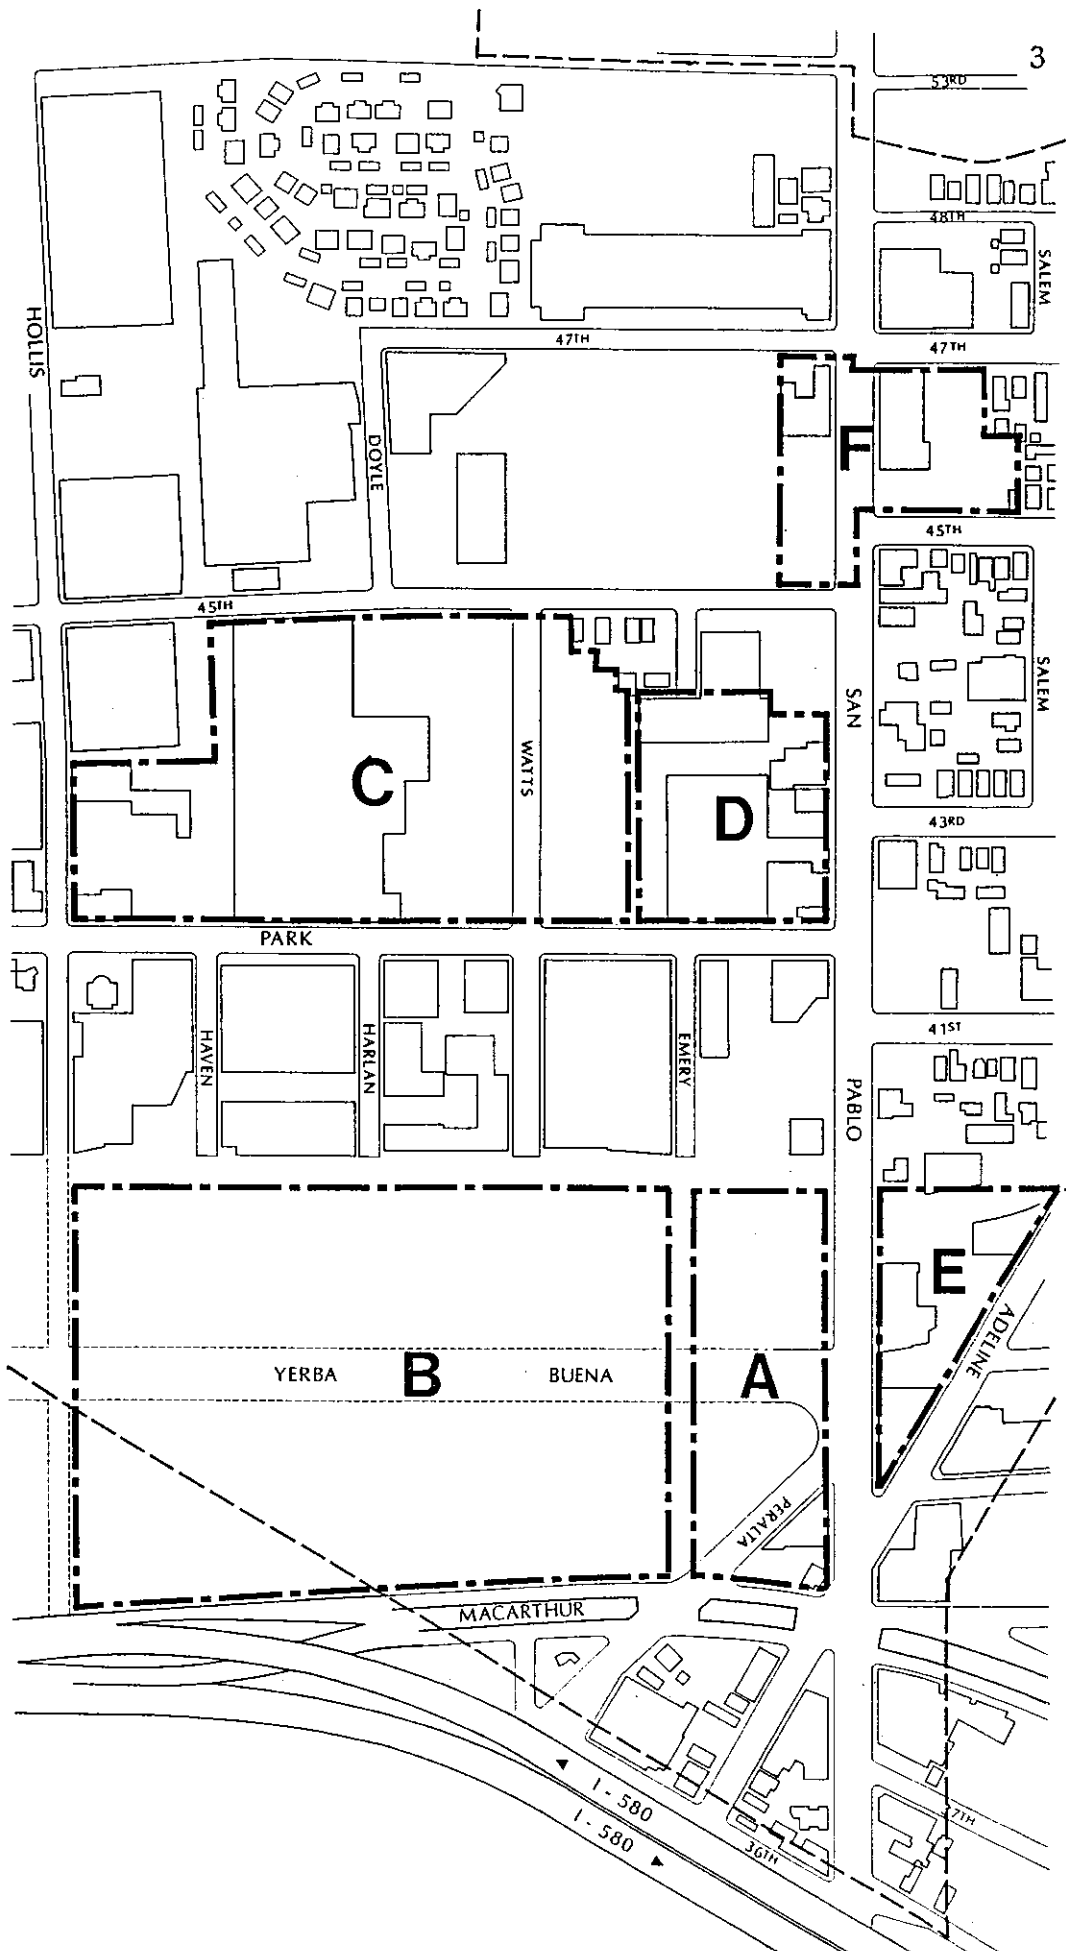 3
53RD
48TH
SALEM
HOLLIS
47TH
47TH
DOYLE
F
45TH
45TH
SALEM
SAN
WATTS
C
D
43RD
PARK
HAVEN
HARLAN
EMERY
41ST
PABLO
E
ADELINE
YERBA
B
BUENA
A
PERALTA
MACARTHUR
I - 580
I - 580
36TH
37TH